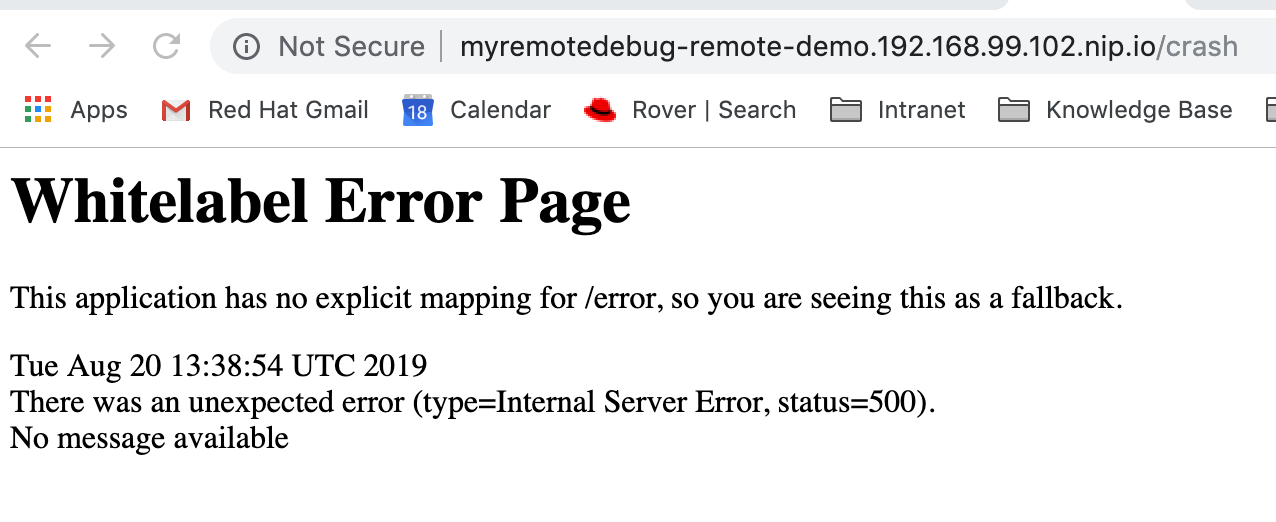 Not Secure myremotedebug-remote-demo.192.168.99.102.nip.io/crash
Apps Red Hat Gmail 18 Calendar Rover | Search Intranet Knowledge Base
Whitelabel Error Page
This application has no explicit mapping for /error, so you are seeing this as a fallback.
Tue Aug 20 13:38:54 UTC 2019
There was an unexpected error (type=Internal Server Error, status=500).
No message available